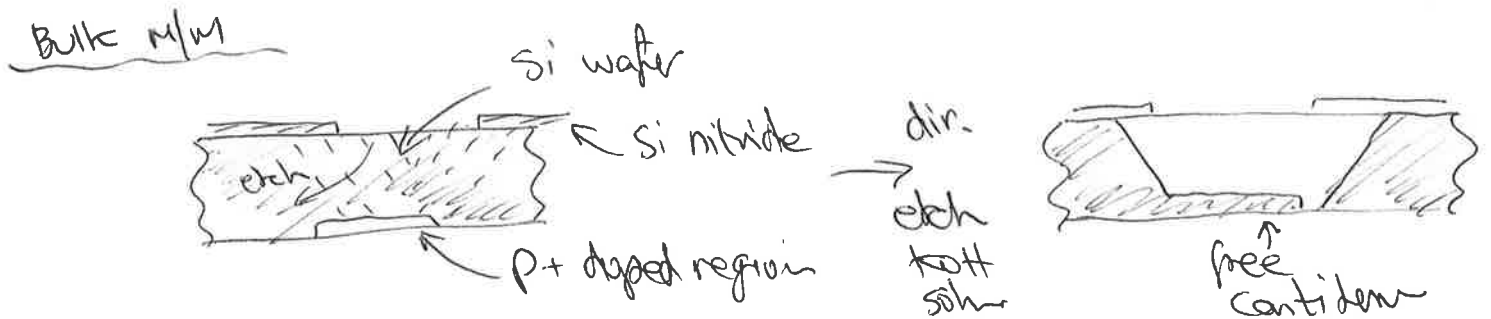 Bulk M/M
Si wafer
Si nitride
etch
p+ doped region
dir.
etch
KOH
soln
free
cantilever